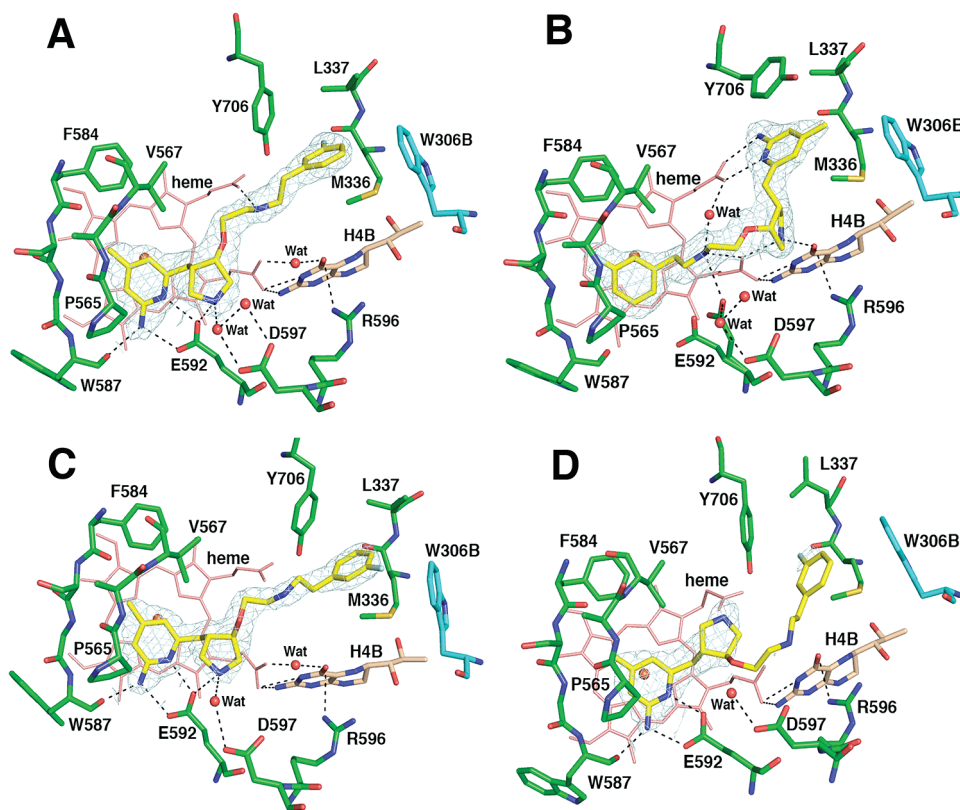 A
L337
Y706
W306B
F584
V567
heme
M336
H4B
Wat
P565
Wat
Wat
R596
D597
E592
W587
B
L337
Y706
W306B
F584
V567
M336
heme
Wat
H4B
P565
Wat
Wat
R596
D597
E592
W587
C
L337
F584
Y706
V567
W306B
heme
M336
P565
Wat
H4B
Wat
W587
D597
R596
E592
D
L337
Y706
F584
V567
W306B
heme
H4B
P565
Wat
R596
D597
E592
W587